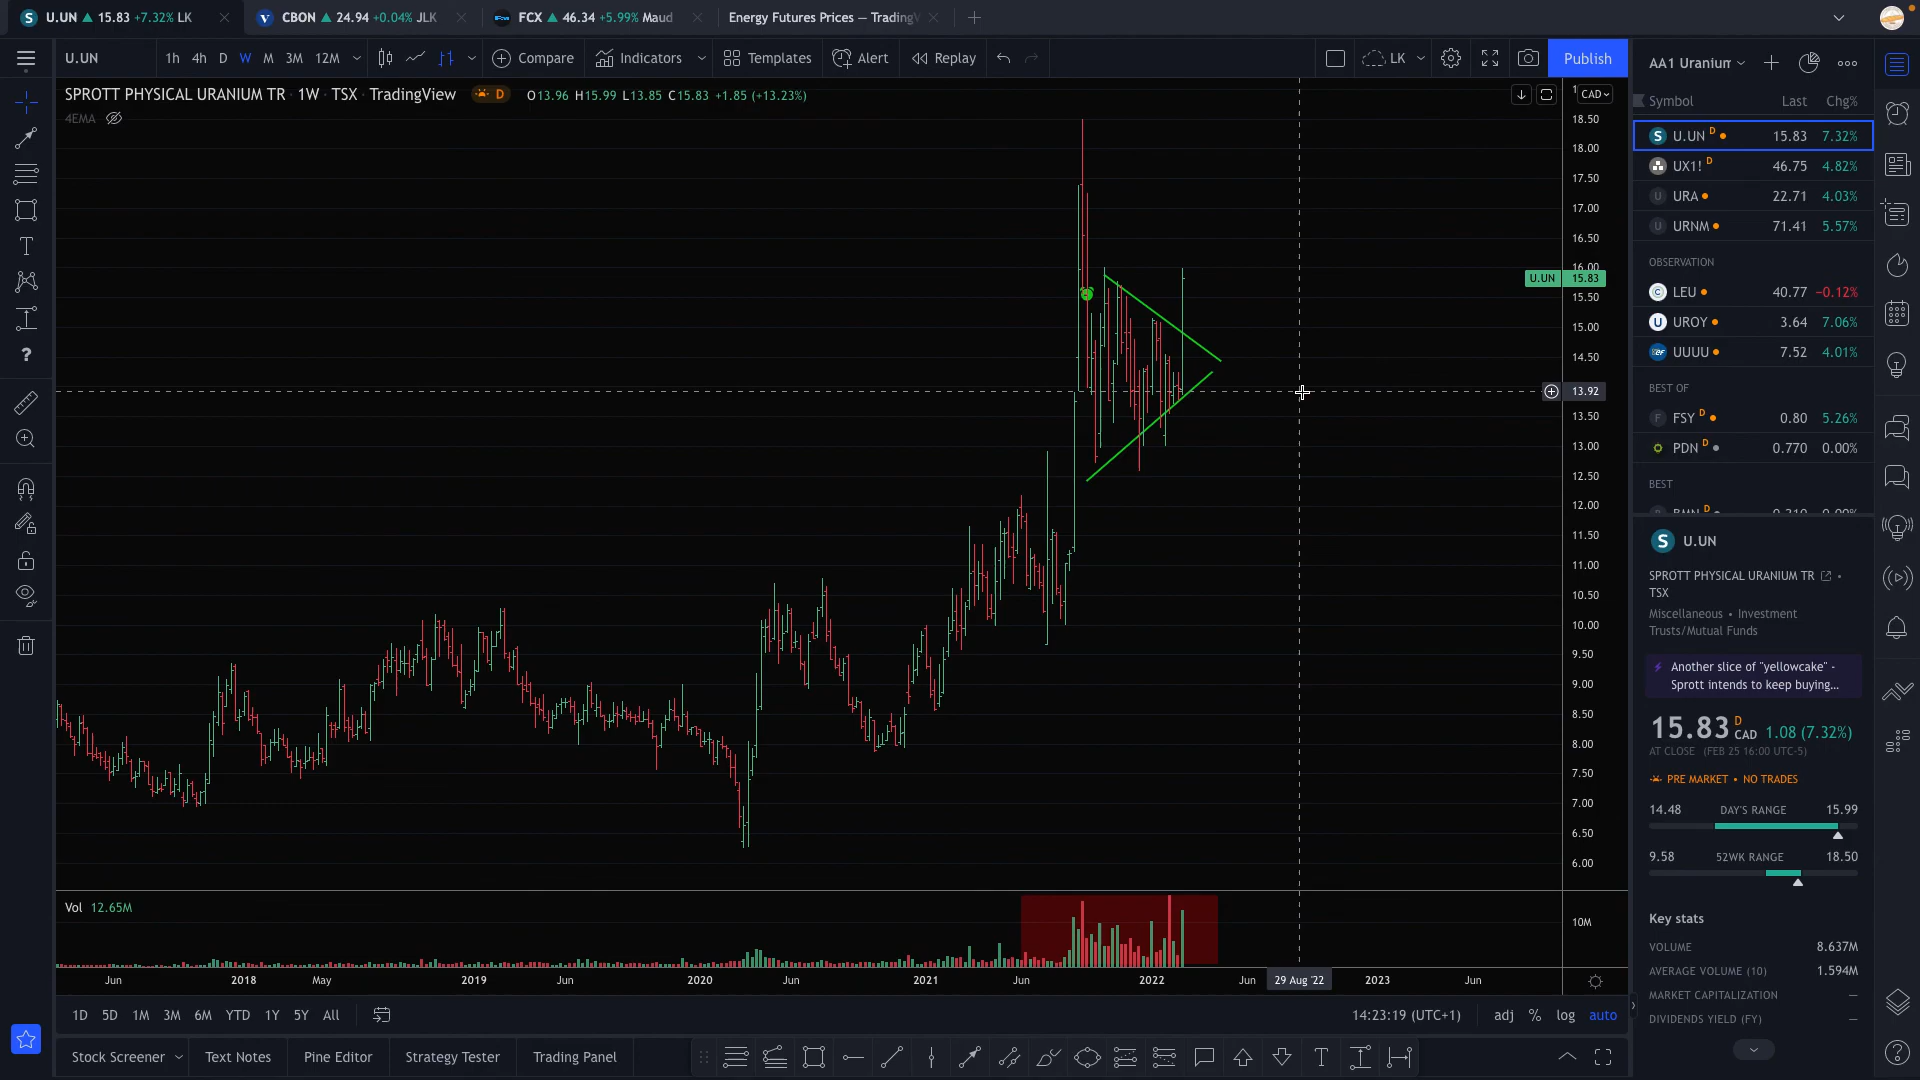 U.UN ▲ 15.83 +7.32% LK
CBON ▲ 24.94 +0.04% JLK
FCX ▲ 46.34 +5.99% Maud
Energy Futures Prices — TradingV
U.UN 1h 4h D W M 3M 12M Compare Indicators Templates Alert Replay LK Publish
SPROTT PHYSICAL URANIUM TR · 1W · TSX · TradingView D O13.96 H15.99 L13.85 C15.83 +1.85 (+13.23%)
4EMA
CAD
18.50
18.00
17.50
17.00
16.50
16.00
U.UN 15.83
15.50
15.00
14.50
13.92
13.50
13.00
12.50
12.00
11.50
11.00
10.50
10.00
9.50
9.00
8.50
8.00
7.50
7.00
6.50
6.00
Vol 12.65M
10M
Jun 2018 May 2019 Jun 2020 Jun 2021 Jun 2022 Jun 29 Aug '22 2023 Jun
1D 5D 1M 3M 6M YTD 1Y 5Y All
14:23:19 (UTC+1) adj % log auto
Stock Screener Text Notes Pine Editor Strategy Tester Trading Panel
AA1 Uranium
Symbol Last Chg%
U.UN D 15.83 7.32%
UX1! D 46.75 4.82%
URA 22.71 4.03%
URNM 71.41 5.57%
OBSERVATION
LEU 40.77 −0.12%
UROY 3.64 7.06%
UUUU 7.52 4.01%
BEST OF
FSY D 0.80 5.26%
PDN D 0.770 0.00%
BEST
U.UN
SPROTT PHYSICAL URANIUM TR •
TSX
Miscellaneous • Investment
Trusts/Mutual Funds
Another slice of "yellowcake" -
Sprott intends to keep buying...
15.83 D CAD 1.08 (7.32%)
AT CLOSE (FEB 25 16:00 UTC-5)
PRE MARKET • NO TRADES
14.48 DAY'S RANGE 15.99
9.58 52WK RANGE 18.50
Key stats
VOLUME 8.637M
AVERAGE VOLUME (10) 1.594M
MARKET CAPITALIZATION —
DIVIDENDS YIELD (FY) —